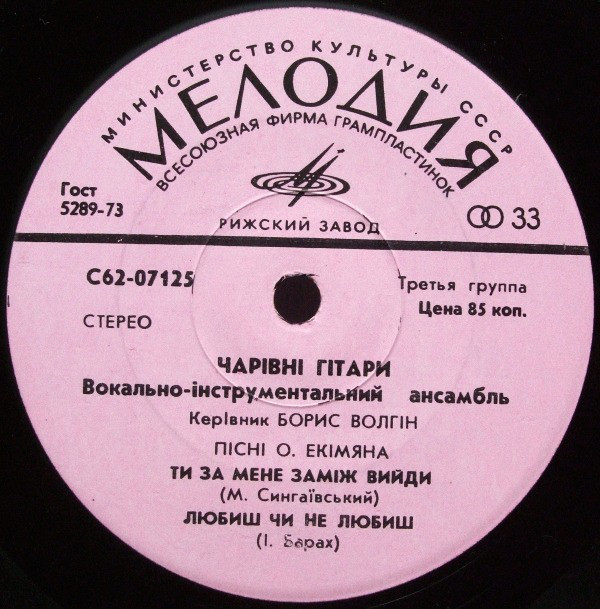 МИНИСТЕРСТВО КУЛЬТУРЫ СССР
МЕЛОДИЯ
ВСЕСОЮЗНАЯ ФИРМА ГРАМПЛАСТИНОК
Гост
5289-73
РИЖСКИЙ ЗАВОД
33
С62-07125
Третья группа
Цена 85 коп.
СТЕРЕО
ЧАРІВНІ ГІТАРИ
Вокально-інструментальний ансамбль
Керівник БОРИС ВОЛГІН
ПІСНІ О. ЕКІМЯНА
ТИ ЗА МЕНЕ ЗАМІЖ ВИЙДИ
(М. Сингаївський)
ЛЮБИШ ЧИ НЕ ЛЮБИШ
(І. Барах)